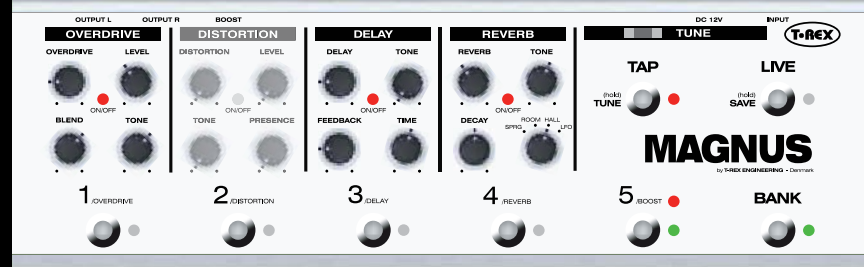 OUTPUT L OUTPUT R BOOST DC 12V INPUT
OVERDRIVE DISTORTION DELAY REVERB TUNE T-REX
OVERDRIVE LEVEL DISTORTION LEVEL DELAY TONE REVERB TONE
TAP LIVE
(hold) TUNE
(hold) SAVE
ON/OFF ON/OFF ON/OFF ON/OFF
BLEND TONE TONE PRESENCE FEEDBACK TIME DECAY SPRG ROOM HALL LFO
MAGNUS
by T-REX ENGINEERING - Denmark
1 /OVERDRIVE 2 /DISTORTION 3 /DELAY 4 /REVERB 5 /BOOST BANK